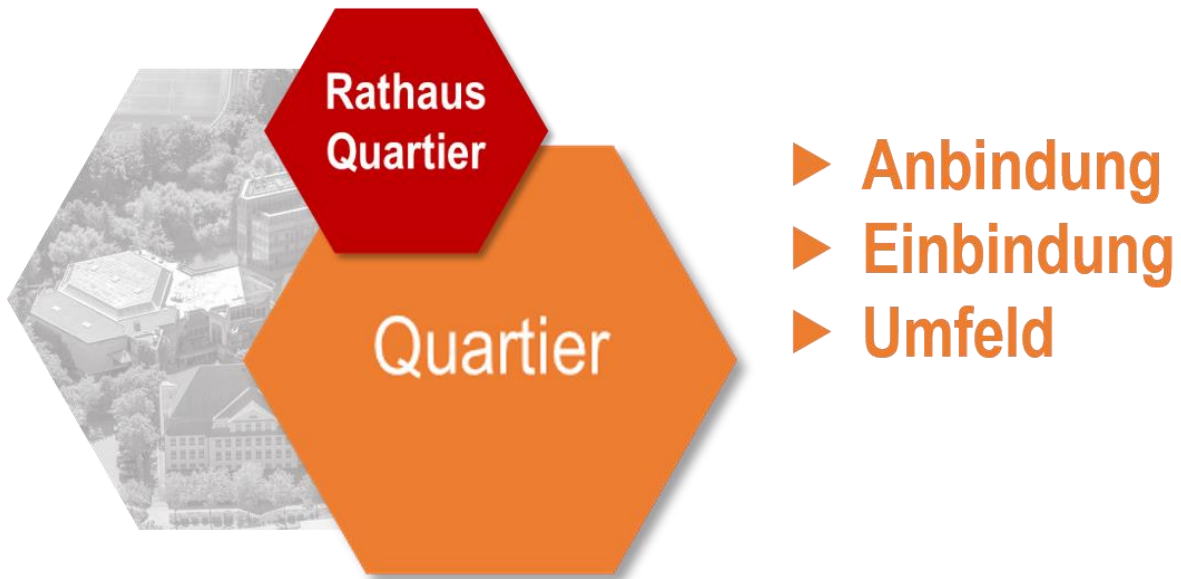 Rathaus
Quartier
Quartier
► Anbindung
► Einbindung
► Umfeld